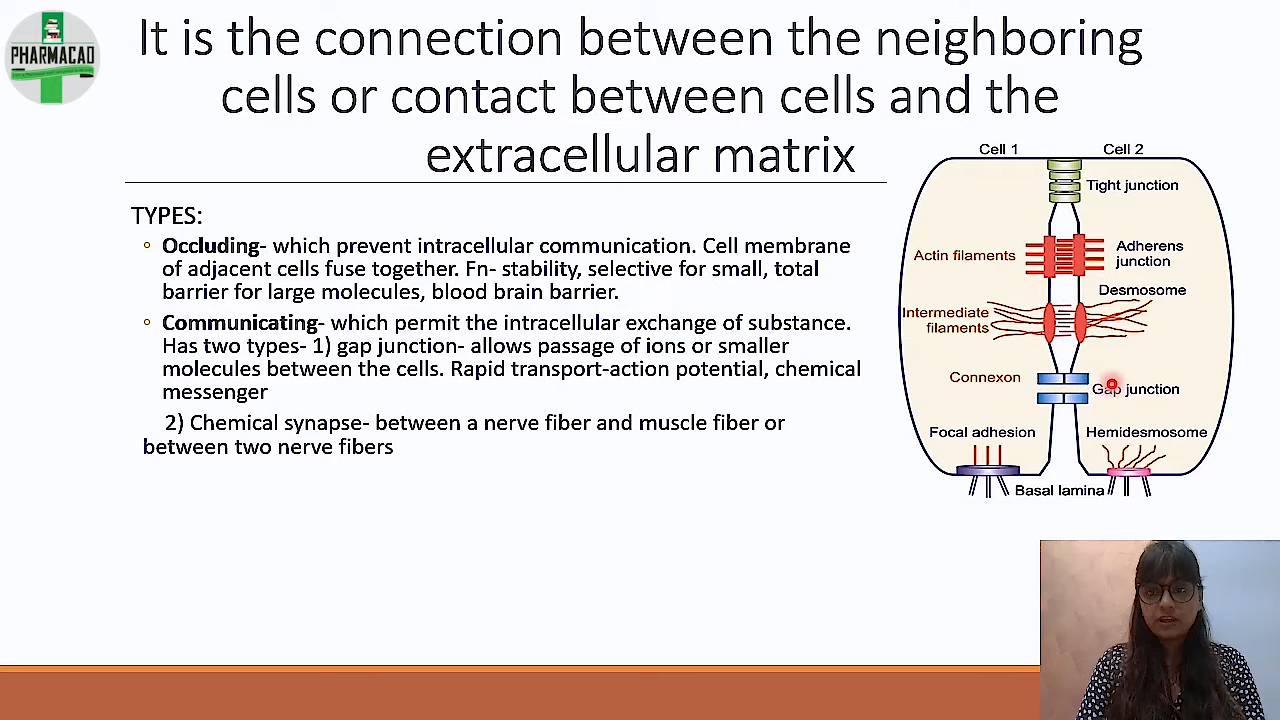 PHARMACAD
It is the connection between the neighboring
cells or contact between cells and the
extracellular matrix
TYPES:
Occluding- which prevent intracellular communication. Cell membrane
of adjacent cells fuse together. Fn- stability, selective for small, total
barrier for large molecules, blood brain barrier.
Communicating- which permit the intracellular exchange of substance.
Has two types- 1) gap junction- allows passage of ions or smaller
molecules between the cells. Rapid transport-action potential, chemical
messenger
2) Chemical synapse- between a nerve fiber and muscle fiber or
between two nerve fibers
Cell 1
Cell 2
Tight junction
Actin filaments
Adherens
junction
Desmosome
Intermediate
filaments
Connexon
Gap junction
Focal adhesion
Hemidesmosome
Basal lamina